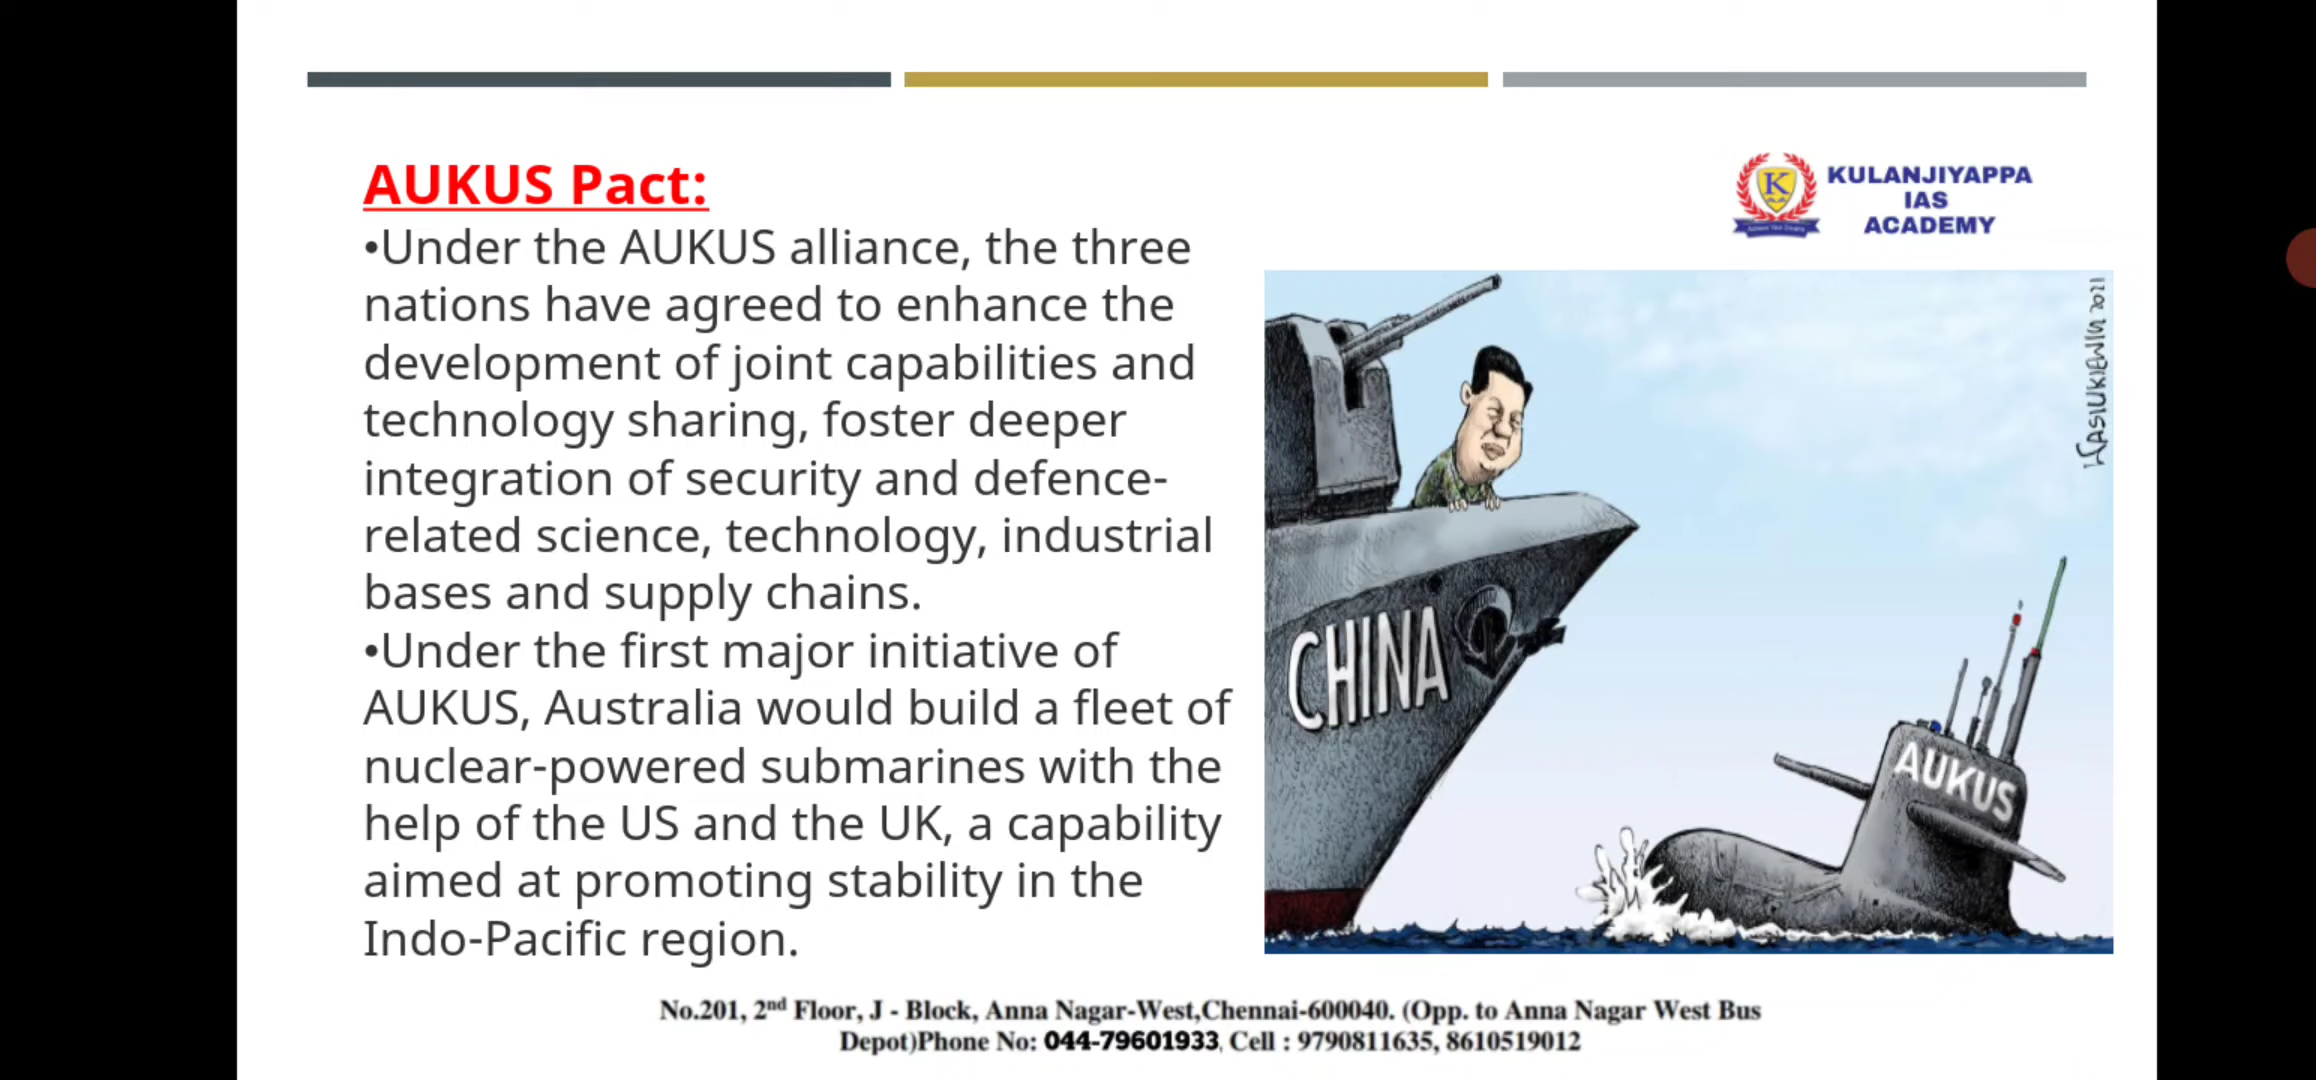 AUKUS Pact:
KULANJIYAPPA
IAS
ACADEMY
•Under the AUKUS alliance, the three
nations have agreed to enhance the
development of joint capabilities and
technology sharing, foster deeper
integration of security and defence-
related science, technology, industrial
bases and supply chains.
•Under the first major initiative of
AUKUS, Australia would build a fleet of
nuclear-powered submarines with the
help of the US and the UK, a capability
aimed at promoting stability in the
Indo-Pacific region.
WASIUKIEWIN 2021
CHINA
AUKUS
K
No.201, 2nd Floor, J - Block, Anna Nagar-West,Chennai-600040. (Opp. to Anna Nagar West Bus
Depot)Phone No: 044-79601933, Cell : 9790811635, 8610519012